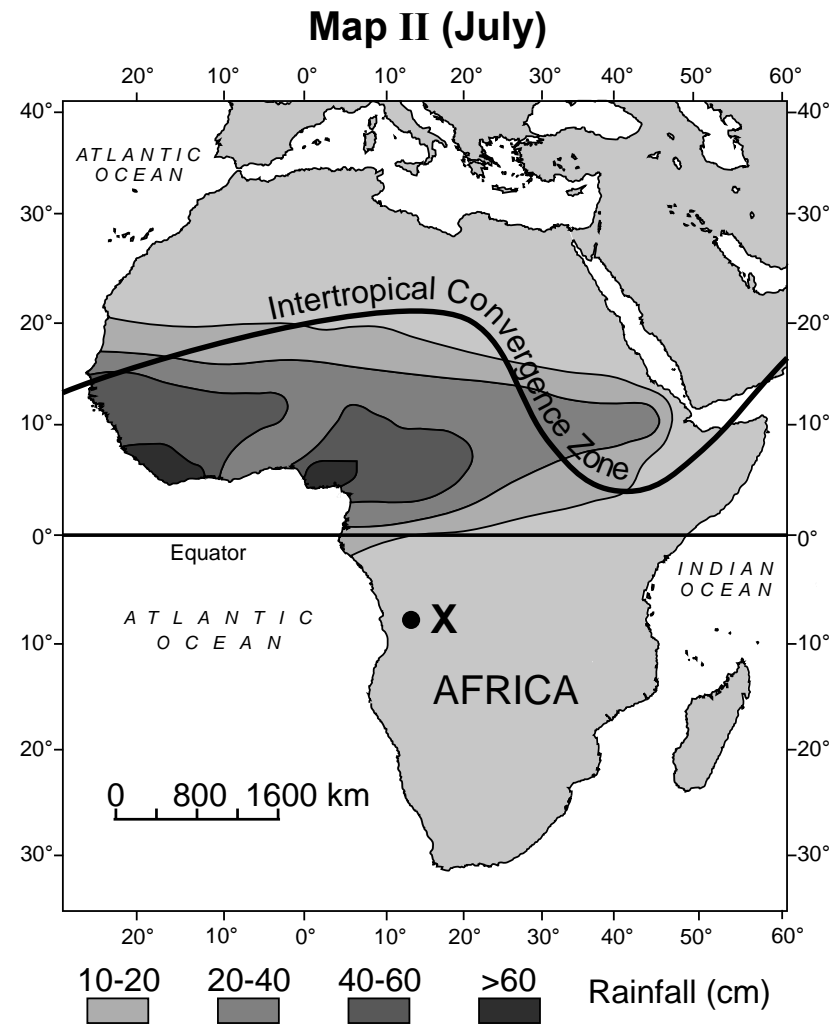 Map II (July)
20° 10° 0° 10° 20° 30° 40° 50° 60°
40° 40°
ATLANTIC
OCEAN
30° 30°
Intertropical Convergence Zone
20° 20°
10° 10°
0° 0°
Equator
INDIAN
OCEAN
ATLANTIC
OCEAN
X
10° 10°
AFRICA
20° 20°
0 800 1600 km
30° 30°
20° 10° 0° 10° 20° 30° 40° 50° 60°
10-20 20-40 40-60 >60 Rainfall (cm)